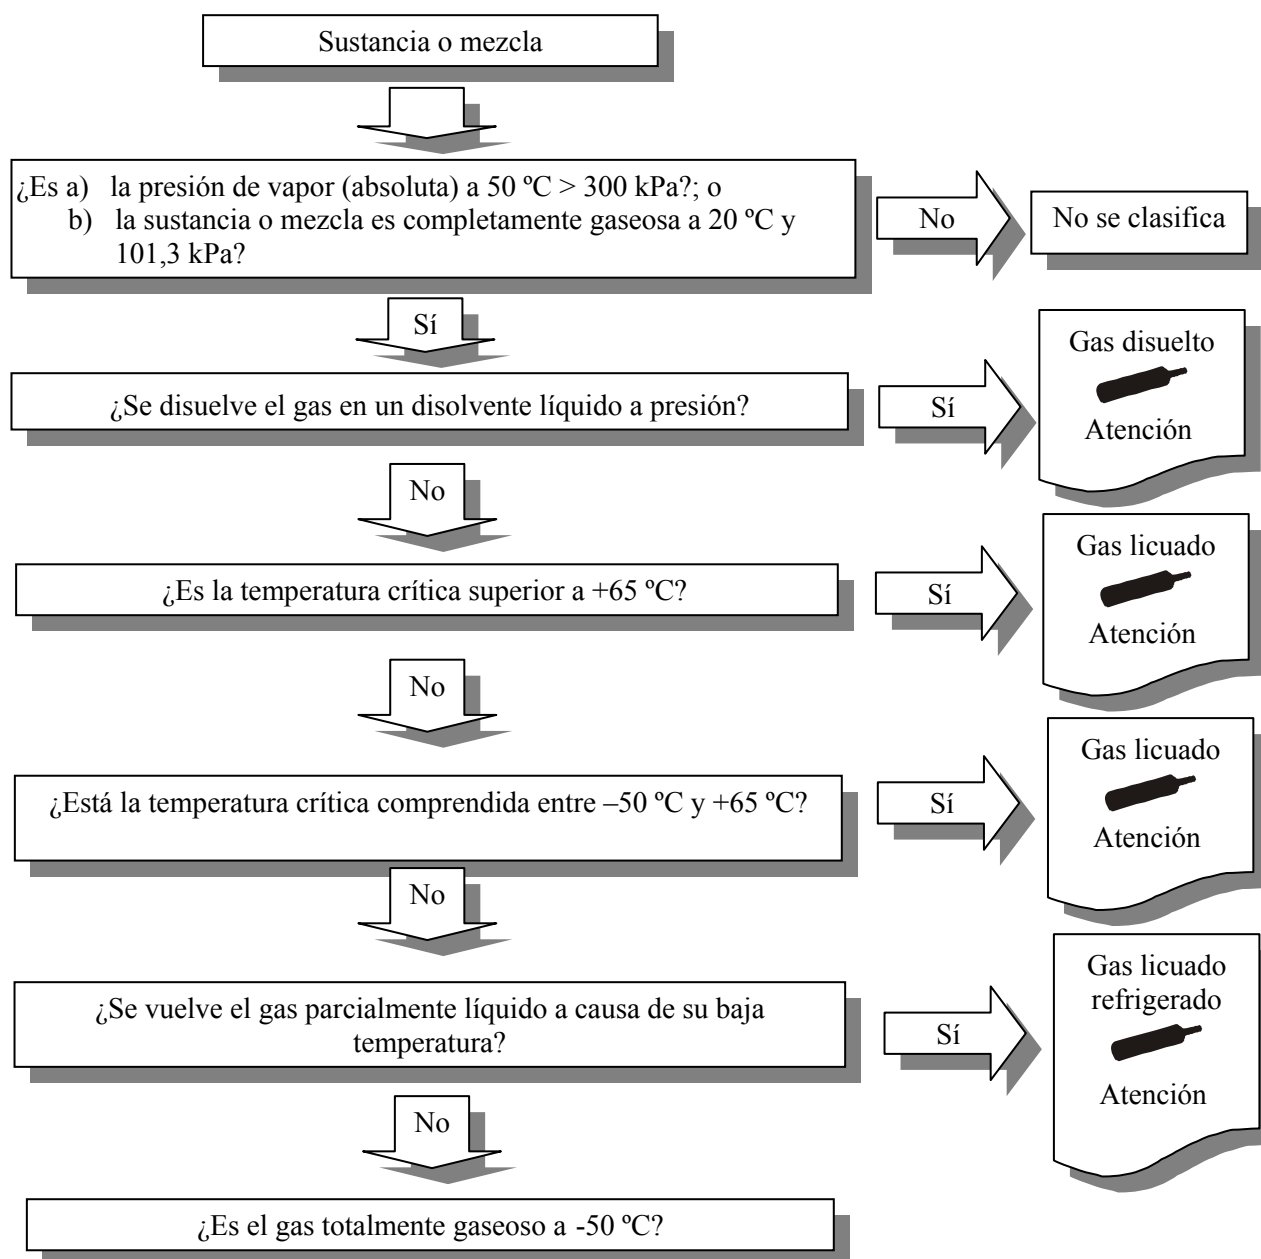 Sustancia o mezcla
¿Es a) la presión de vapor (absoluta) a 50 ºC > 300 kPa?; o
b) la sustancia o mezcla es completamente gaseosa a 20 ºC y
101,3 kPa?
No
No se clasifica
Sí
¿Se disuelve el gas en un disolvente líquido a presión?
Sí
Gas disuelto
Atención
No
¿Es la temperatura crítica superior a +65 ºC?
Sí
Gas licuado
Atención
No
¿Está la temperatura crítica comprendida entre –50 ºC y +65 ºC?
Sí
Gas licuado
Atención
No
¿Se vuelve el gas parcialmente líquido a causa de su baja
temperatura?
Sí
Gas licuado
refrigerado
Atención
No
¿Es el gas totalmente gaseoso a -50 ºC?